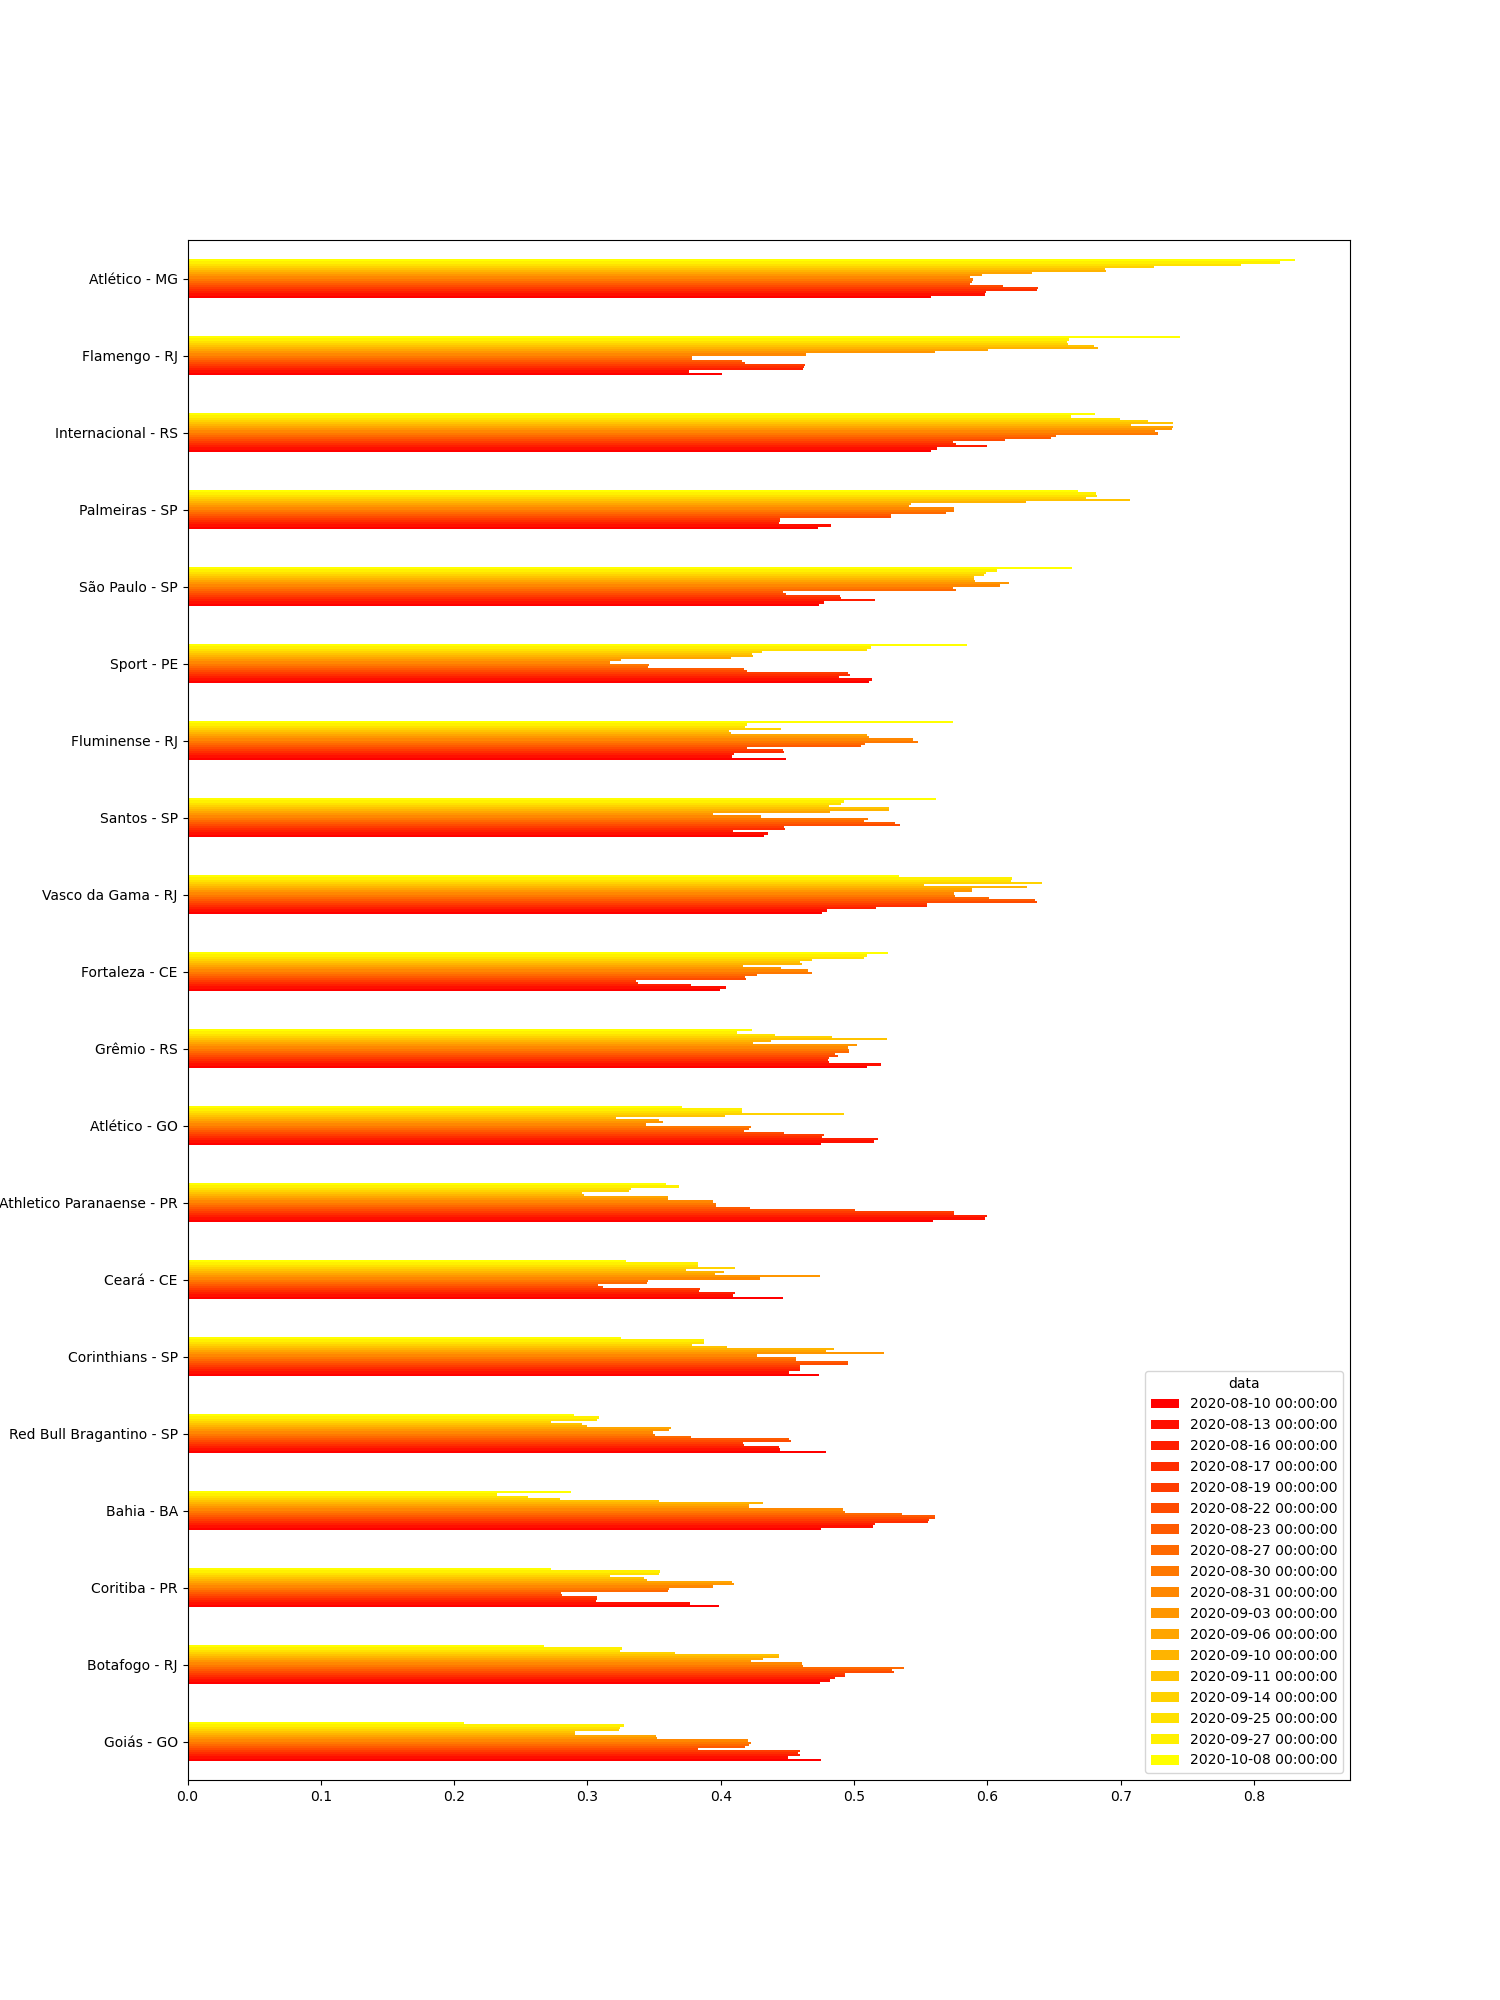 Atlético - MG
Flamengo - RJ
Internacional - RS
Palmeiras - SP
São Paulo - SP
Sport - PE
Fluminense - RJ
Santos - SP
Vasco da Gama - RJ
Fortaleza - CE
Grêmio - RS
Atlético - GO
Athletico Paranaense - PR
Ceará - CE
Corinthians - SP
Red Bull Bragantino - SP
Bahia - BA
Coritiba - PR
Botafogo - RJ
Goiás - GO
data
2020-08-10 00:00:00
2020-08-13 00:00:00
2020-08-16 00:00:00
2020-08-17 00:00:00
2020-08-19 00:00:00
2020-08-22 00:00:00
2020-08-23 00:00:00
2020-08-27 00:00:00
2020-08-30 00:00:00
2020-08-31 00:00:00
2020-09-03 00:00:00
2020-09-06 00:00:00
2020-09-10 00:00:00
2020-09-11 00:00:00
2020-09-14 00:00:00
2020-09-25 00:00:00
2020-09-27 00:00:00
2020-10-08 00:00:00
0.0 0.1 0.2 0.3 0.4 0.5 0.6 0.7 0.8